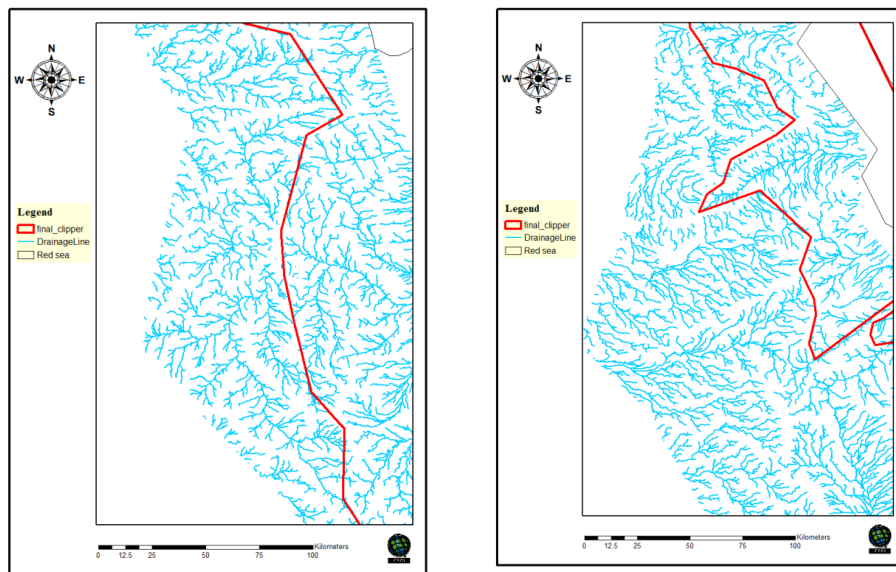 N
W E
S
Legend
final_clipper
DrainageLine
Red sea
Kilometers
0 12.5 25 50 75 100
N
W E
S
Legend
final_clipper
DrainageLine
Red sea
Kilometers
0 12.5 25 50 75 100